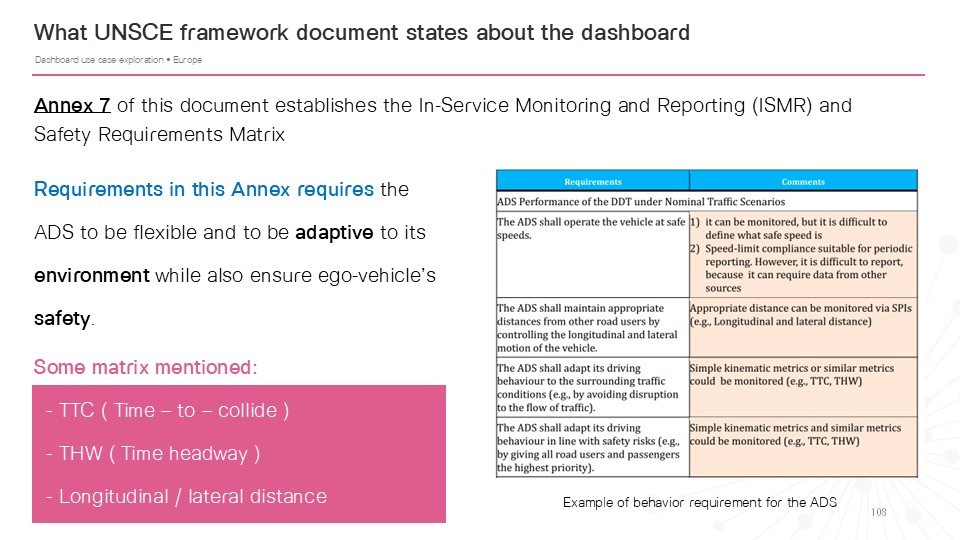 What UNSCE framework document states about the dashboard
Dashboard use case exploration • Europe
Annex 7 of this document establishes the In-Service Monitoring and Reporting (ISMR) and
Safety Requirements Matrix
Requirements in this Annex requires the
ADS to be flexible and to be adaptive to its
environment while also ensure ego-vehicle's
safety.
Some matrix mentioned:
- TTC ( Time – to – collide )
- THW ( Time headway )
- Longitudinal / lateral distance
Requirements
Comments
ADS Performance of the DDT under Nominal Traffic Scenarios
The ADS shall operate the vehicle at safe
speeds.
1) it can be monitored, but it is difficult to
define what safe speed is
2) Speed-limit compliance suitable for periodic
reporting. However, it is difficult to report,
because it can require data from other
sources
The ADS shall maintain appropriate
distances from other road users by
controlling the longitudinal and lateral
motion of the vehicle.
Appropriate distance can be monitored via SPIs
(e.g., Longitudinal and lateral distance)
The ADS shall adapt its driving
behaviour to the surrounding traffic
conditions (e.g., by avoiding disruption
to the flow of traffic).
Simple kinematic metrics or similar metrics
could be monitored (e.g., TTC, THW)
The ADS shall adapt its driving
behaviour in line with safety risks (e.g.,
by giving all road users and passengers
the highest priority).
Simple kinematic metrics and similar metrics
could be monitored (e.g., TTC, THW)
Example of behavior requirement for the ADS
108